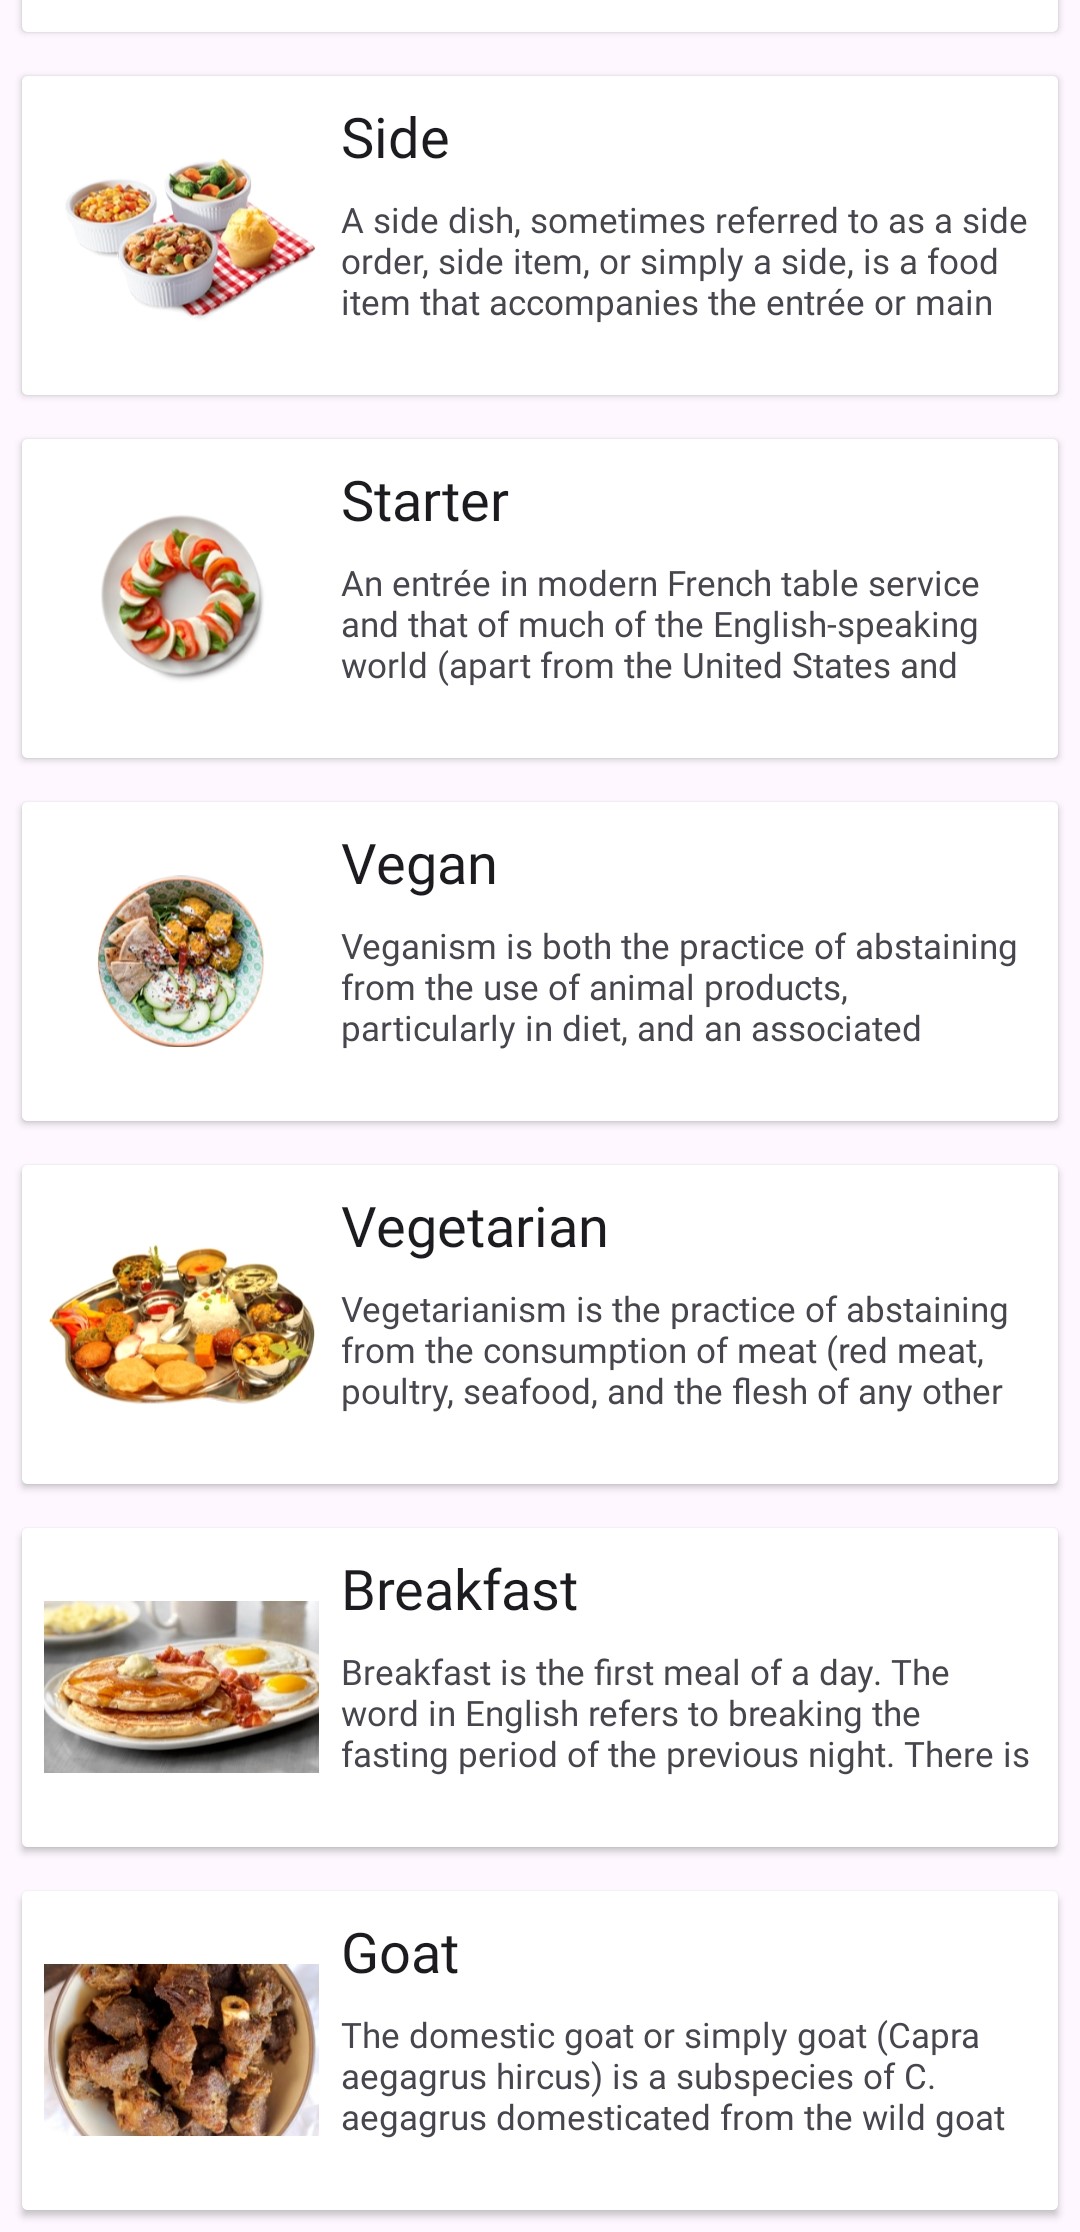 Side
A side dish, sometimes referred to as a side
order, side item, or simply a side, is a food
item that accompanies the entrée or main
Starter
An entrée in modern French table service
and that of much of the English-speaking
world (apart from the United States and
Vegan
Veganism is both the practice of abstaining
from the use of animal products,
particularly in diet, and an associated
Vegetarian
Vegetarianism is the practice of abstaining
from the consumption of meat (red meat,
poultry, seafood, and the flesh of any other
Breakfast
Breakfast is the first meal of a day. The
word in English refers to breaking the
fasting period of the previous night. There is
Goat
The domestic goat or simply goat (Capra
aegagrus hircus) is a subspecies of C.
aegagrus domesticated from the wild goat